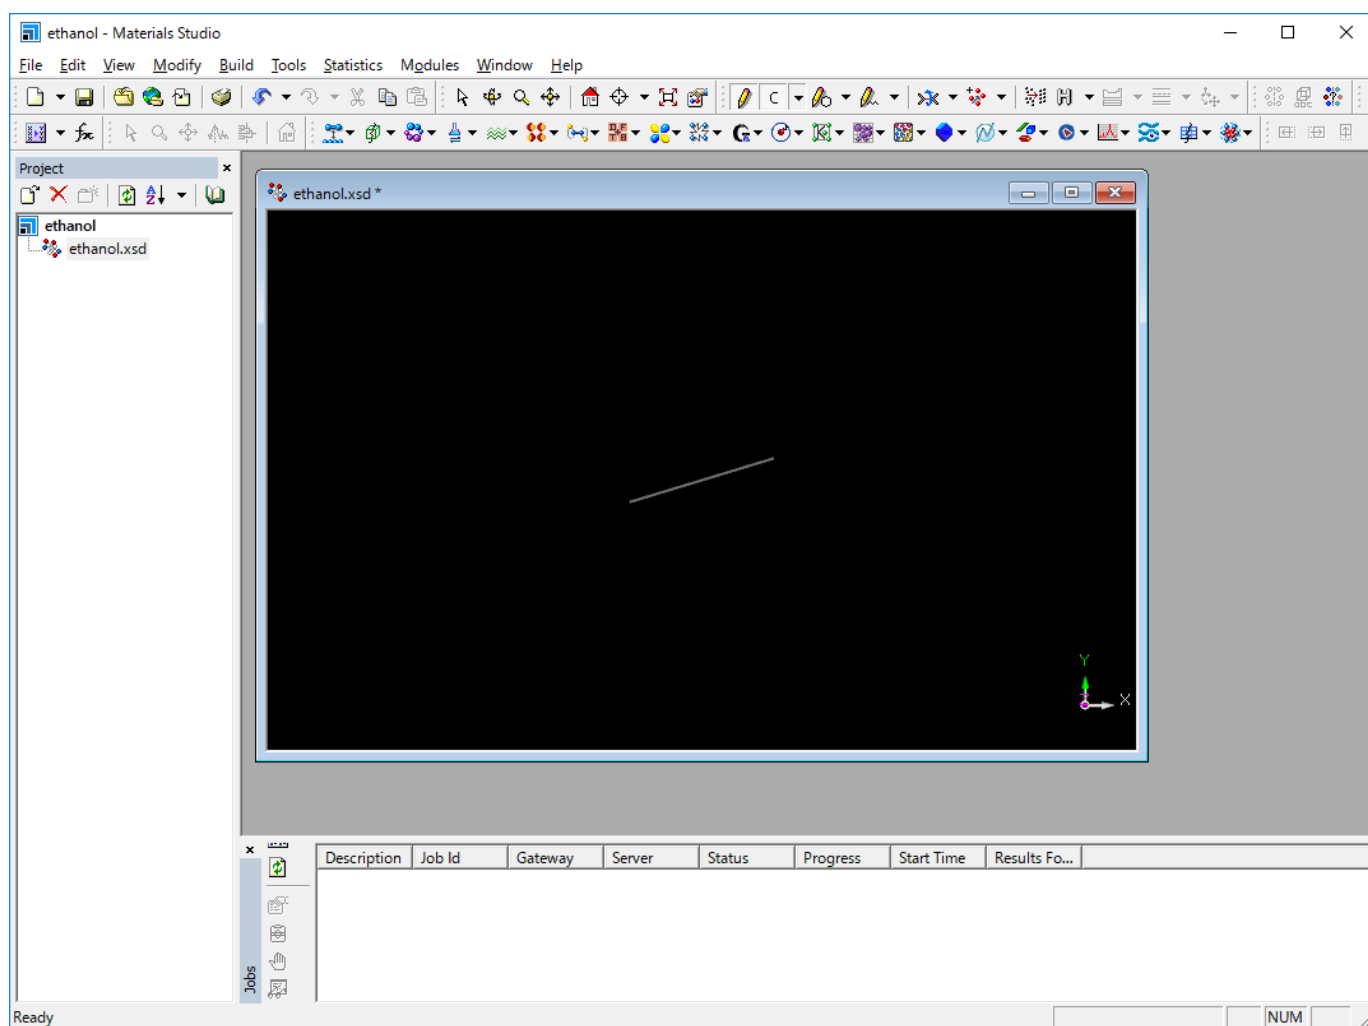 ethanol - Materials Studio
File Edit View Modify Build Tools Statistics Modules Window Help
C
Project
ethanol
ethanol.xsd
ethanol.xsd *
Y
X
Description Job Id Gateway Server Status Progress Start Time Results Fo...
Jobs
Ready NUM